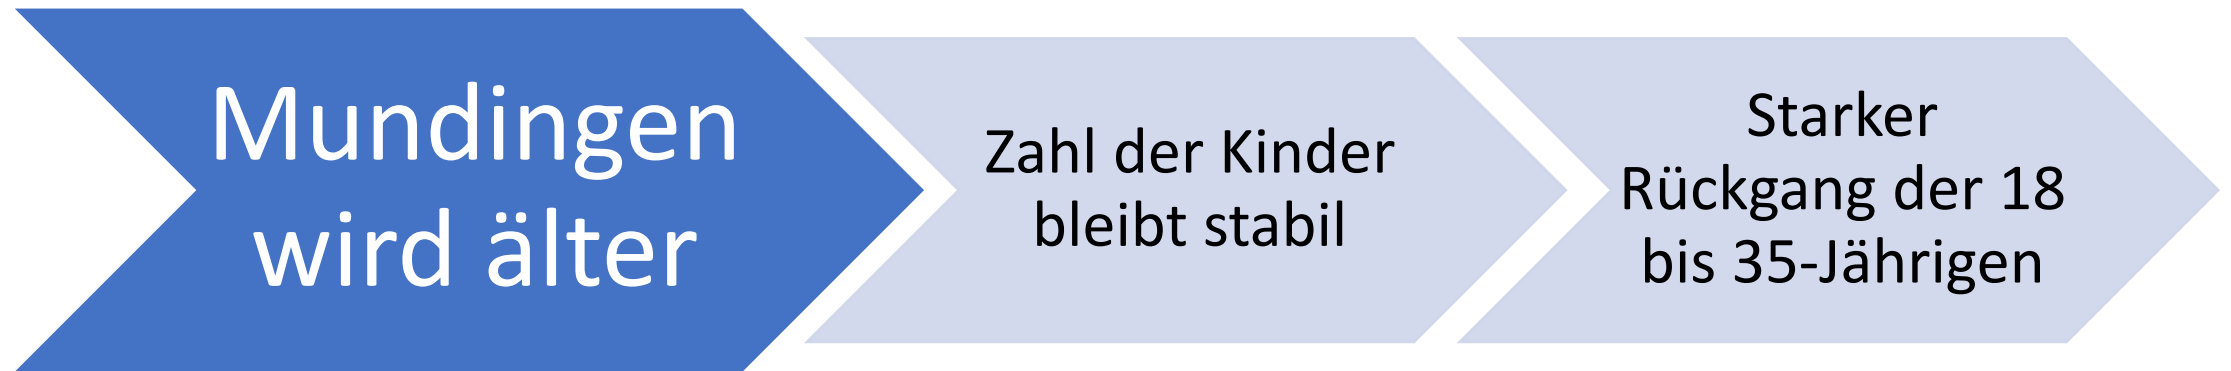 Mundingen
wird älter
Zahl der Kinder
bleibt stabil
Starker
Rückgang der 18
bis 35-Jährigen